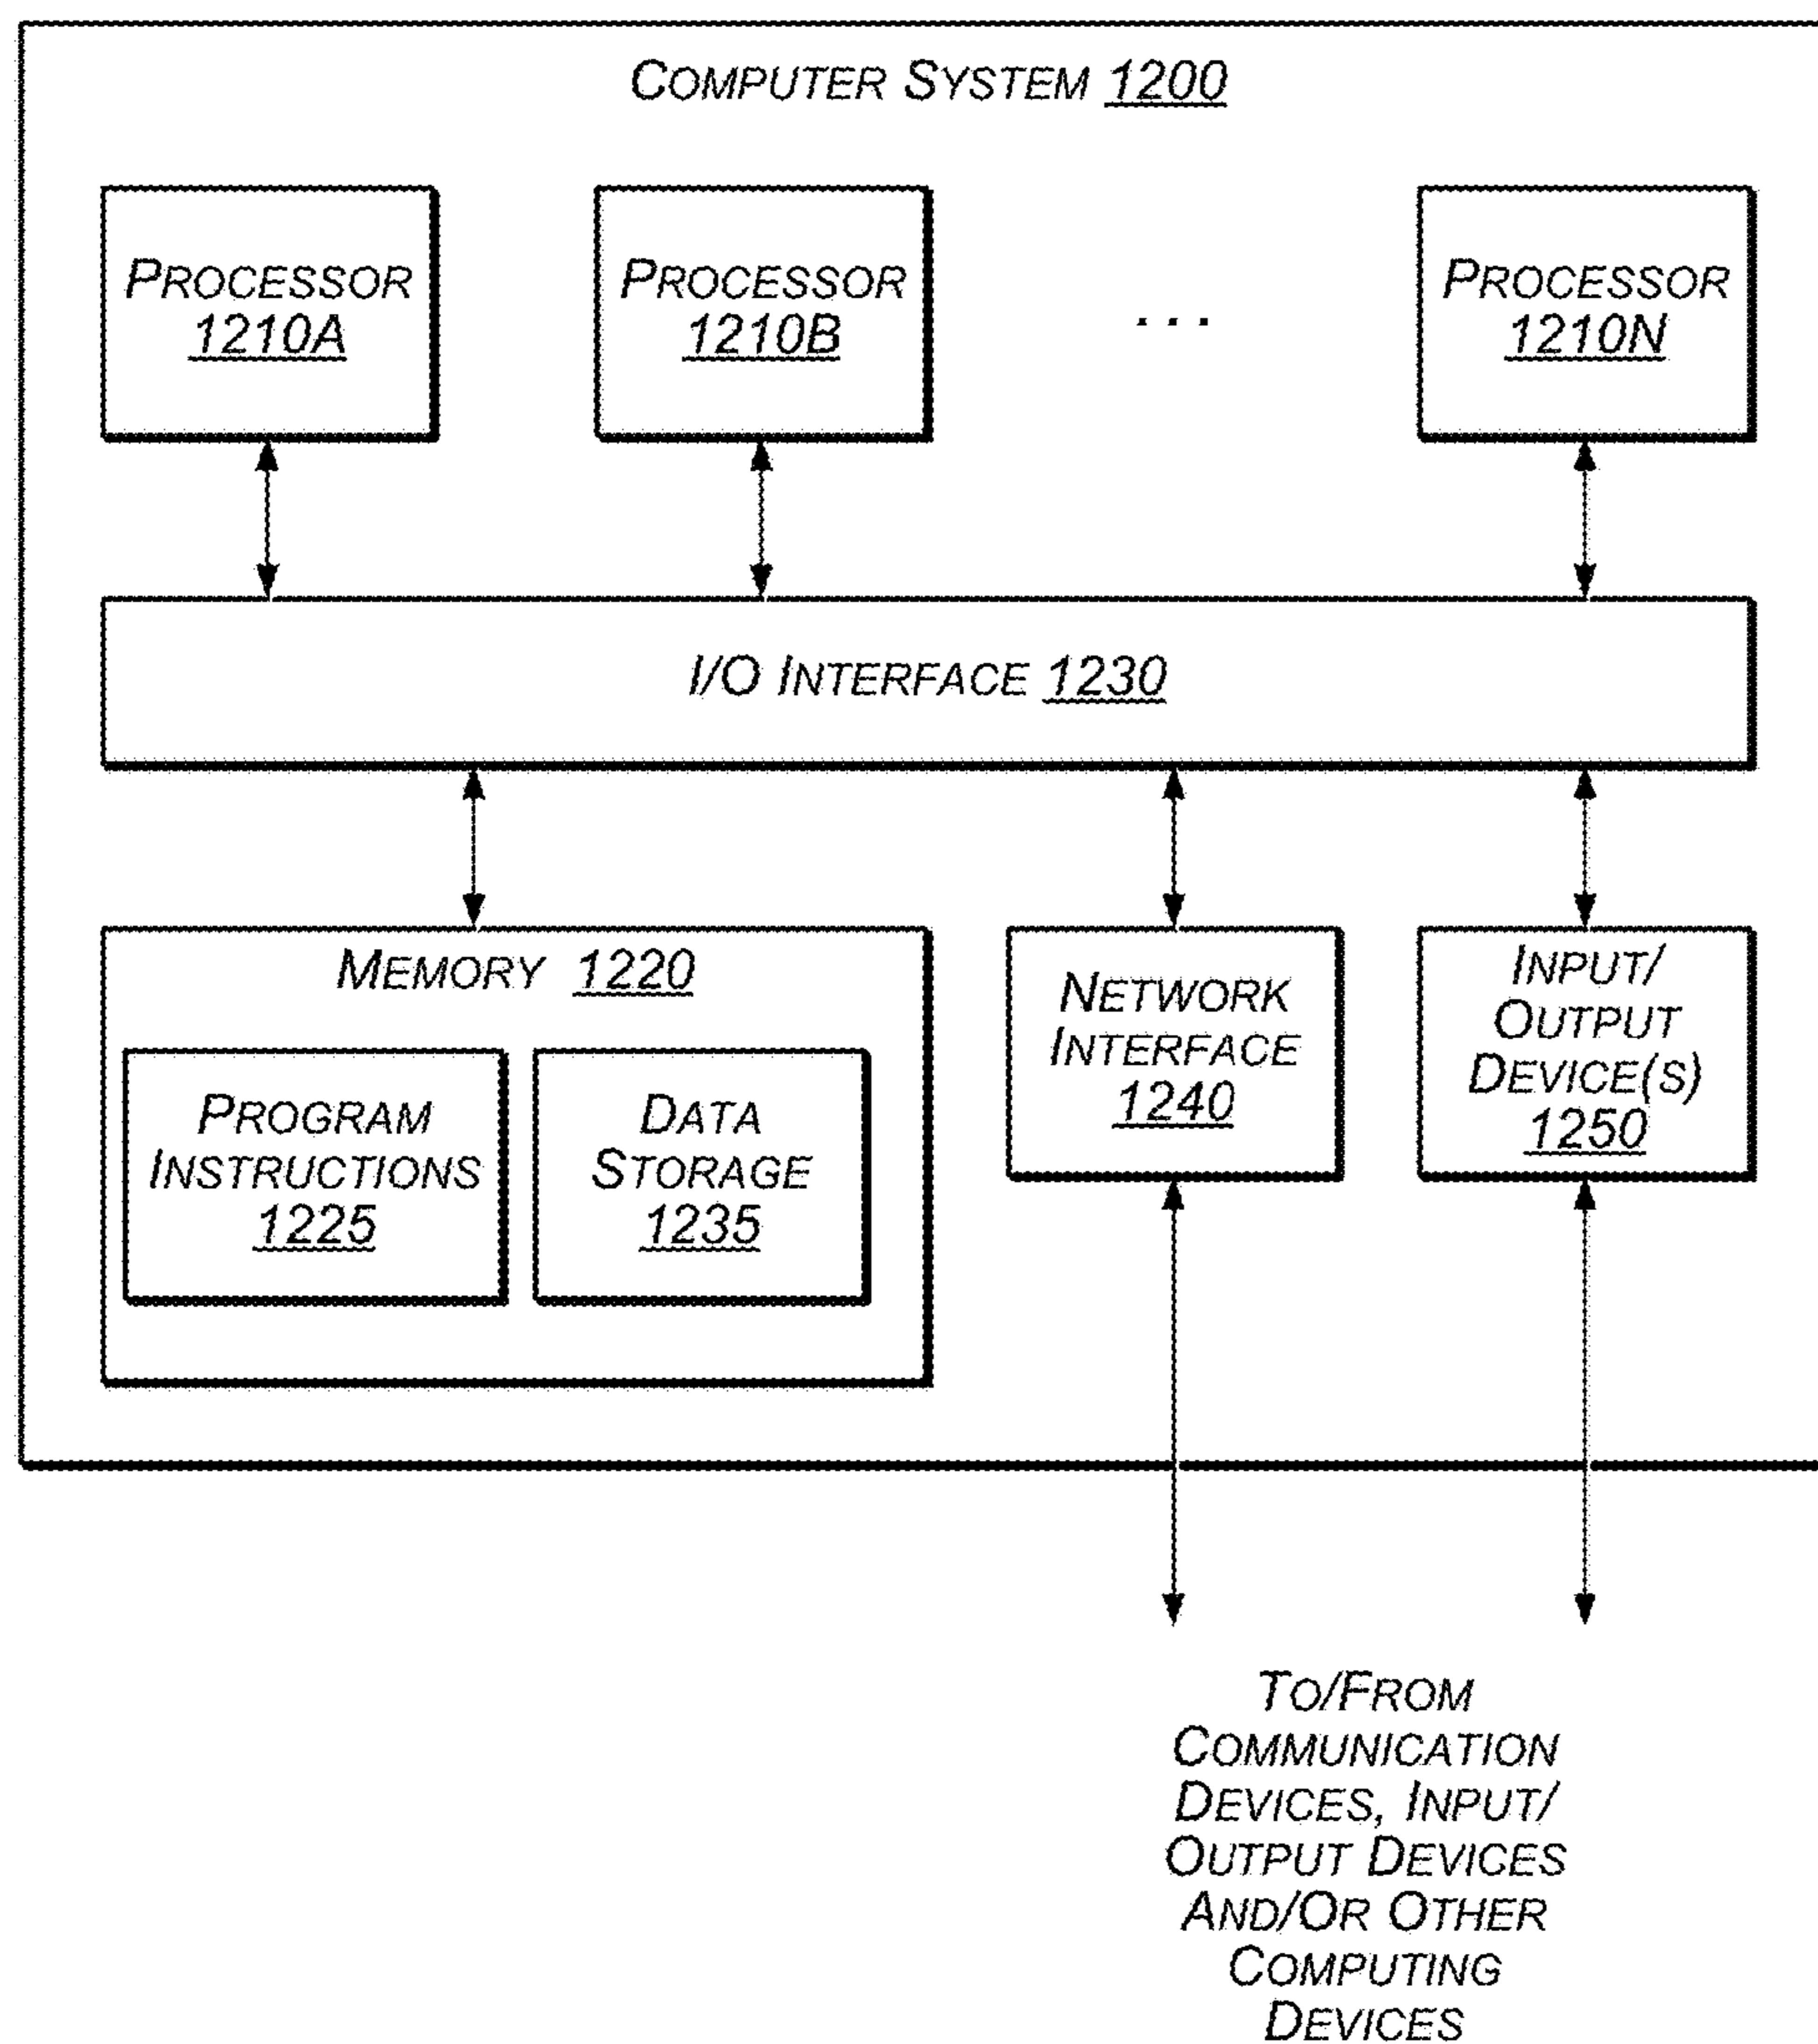 COMPUTER SYSTEM 1200
PROCESSOR
1210A
PROCESSOR
1210B
. . .
PROCESSOR
1210N
I/O INTERFACE 1230
MEMORY 1220
PROGRAM
INSTRUCTIONS
1225
DATA
STORAGE
1235
NETWORK
INTERFACE
1240
INPUT/
OUTPUT
DEVICE(S)
1250
TO/FROM
COMMUNICATION
DEVICES, INPUT/
OUTPUT DEVICES
AND/OR OTHER
COMPUTING
DEVICES